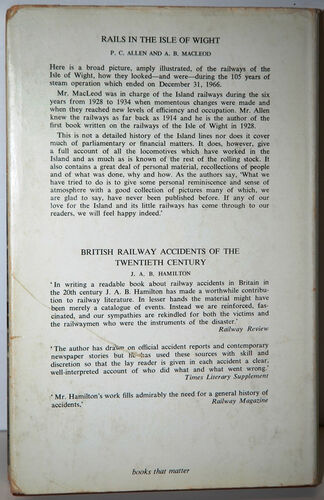 RAILS IN THE ISLE OF WIGHT
P. C. ALLEN AND A. B. MACLEOD
Here is a broad picture, amply illustrated, of the railways of the
Isle of Wight, how they looked—and were—during the 105 years of
steam operation which ended on December 31, 1966.
Mr. MacLeod was in charge of the Island railways during the six
years from 1928 to 1934 when momentous changes were made and
when they reached new levels of efficiency and occupation. Mr. Allen
knew the railways as far back as 1914 and he is the author of the
first book written on the railways of the Isle of Wight in 1928.
This is not a detailed history of the Island lines nor does it cover
much of parliamentary or financial matters. It does, however, give
a full account of all the locomotives which have worked in the
Island and as much as is known of the rest of the rolling stock. It
also contains a great deal of personal material, recollections of people
and of what was done, why and how. As the authors say, 'What we
have tried to do is to give some personal reminiscence and sense of
atmosphere with a good collection of pictures many of which, we
are glad to say, have never been published before. If any of our
love for the Island and its little railways has come through to our
readers, we will feel happy indeed.'
BRITISH RAILWAY ACCIDENTS OF THE
TWENTIETH CENTURY
J. A. B. HAMILTON
'In writing a readable book about railway accidents in Britain in
the 20th century J. A. B. Hamilton has made a worthwhile contribu-
tion to railway literature. In lesser hands the material might have
been merely a catalogue of events. Instead we are reinforced, fas-
cinated, and our sympathies are rekindled for both the victims and
the railwaymen who were the instruments of the disaster.'
Railway Review
'The author has drawn on official accident reports and contemporary
newspaper stories but he has used these sources with skill and
discretion so that the lay reader is given in each accident a clear,
well-interpreted account of who did what and what went wrong.'
Times Literary Supplement
'Mr. Hamilton's work fills admirably the need for a general history of
accidents.' Railway Magazine
books that matter